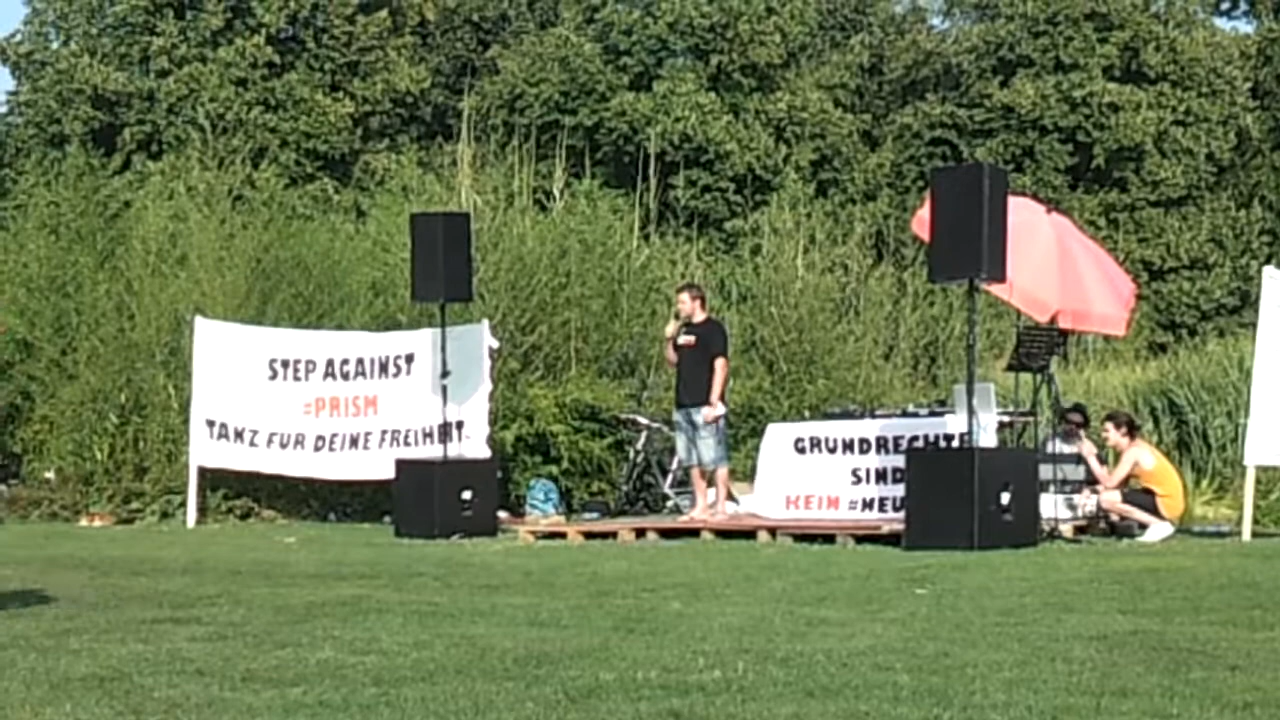 STEP AGAINST
#PRISM
TANZ FÜR DEINE FREIHEIT.
GRUNDRECHTE
SIND
KEIN #NEU